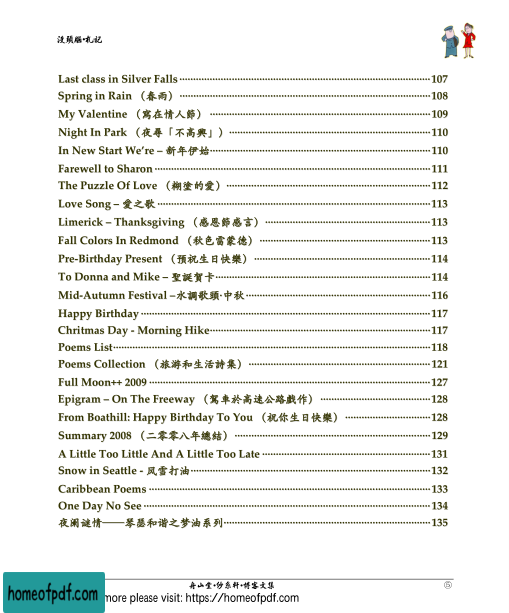 没頭腦·札記
Last class in Silver Falls 107
Spring in Rain （春雨） 108
My Valentine （寫在情人節） 109
Night In Park （夜尋「不高興」） 110
In New Start We're – 新年伊始 110
Farewell to Sharon 111
The Puzzle Of Love （糊塗的愛） 112
Love Song – 愛之歌 113
Limerick – Thanksgiving （感恩節感言） 113
Fall Colors In Redmond （秋色雷蒙德） 113
Pre-Birthday Present （預祝生日快樂） 114
To Donna and Mike – 聖誕賀卡 114
Mid-Autumn Festival –水調歌頭·中秋 116
Happy Birthday 117
Chritmas Day - Morning Hike 117
Poems List 118
Poems Collection （旅游和生活詩集） 121
Full Moon++ 2009 127
Epigram – On The Freeway （駕車於高速公路戲作） 128
From Boathill: Happy Birthday To You （祝你生日快樂） 128
Summary 2008 （二零零八年總結） 129
A Little Too Little And A Little Too Late 131
Snow in Seattle - 風雪打油 132
Caribbean Poems 133
One Day No See 134
夜阑谜情——琴瑟和谐之梦油系列 135
舟山堂·伱系料·博客文集
⑤
homeofpdf.com
more please visit: https://homeofpdf.com